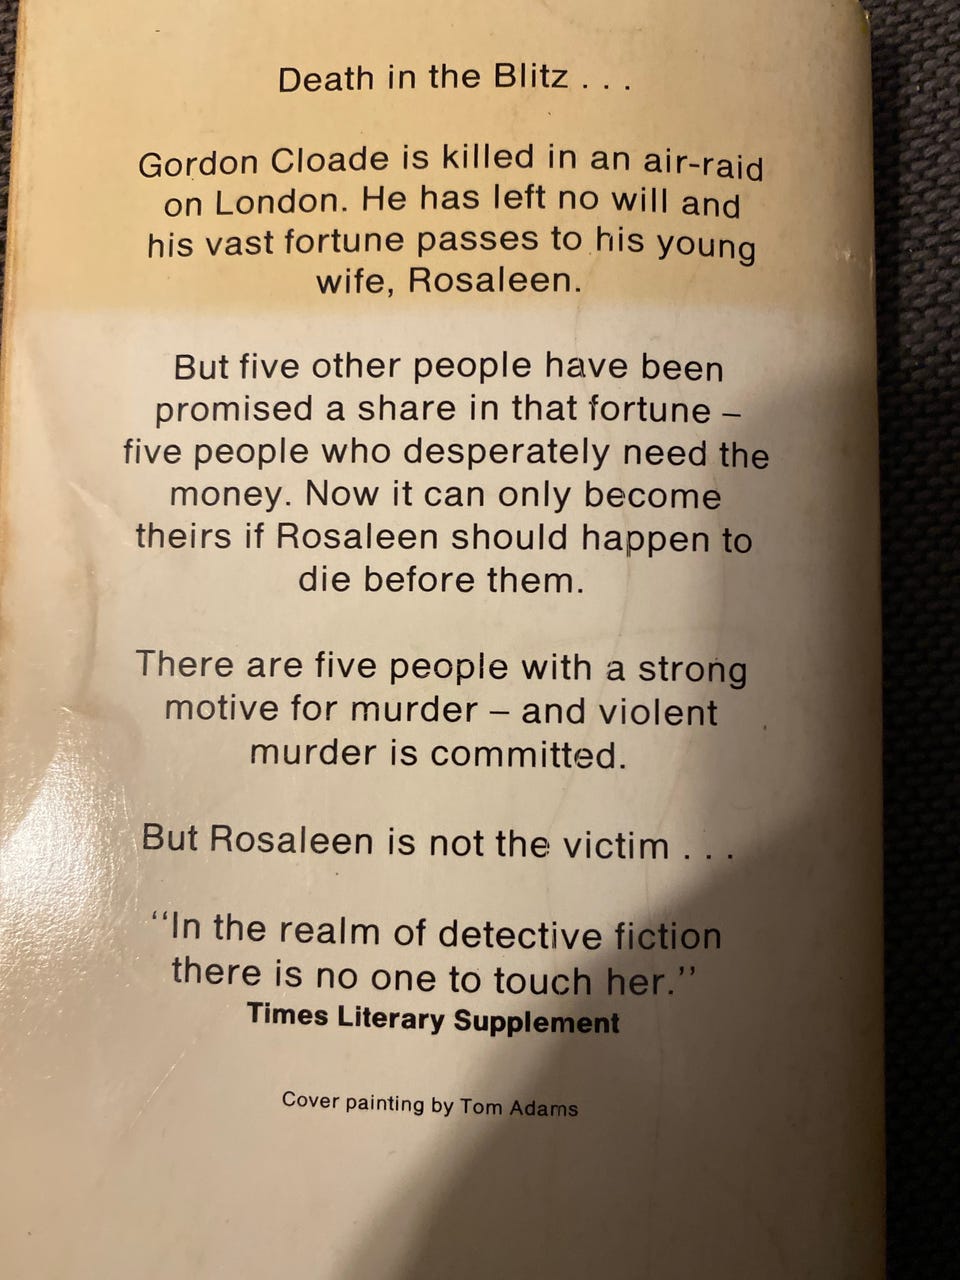 Death in the Blitz . . .
Gordon Cloade is killed in an air-raid
on London. He has left no will and
his vast fortune passes to his young
wife, Rosaleen.
But five other people have been
promised a share in that fortune –
five people who desperately need the
money. Now it can only become
theirs if Rosaleen should happen to
die before them.
There are five people with a strong
motive for murder – and violent
murder is committed.
But Rosaleen is not the victim . . .
“In the realm of detective fiction
there is no one to touch her.”
Times Literary Supplement
Cover painting by Tom Adams